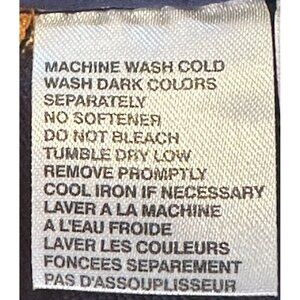 MACHINE WASH COLD
WASH DARK COLORS
SEPARATELY
NO SOFTENER
DO NOT BLEACH
TUMBLE DRY LOW
REMOVE PROMPTLY
COOL IRON IF NECESSARY
LAVER A LA MACHINE
A L'EAU FROIDE
LAVER LES COULEURS
FONCEES SEPAREMENT
PAS D'ASSOUPLISSEUR